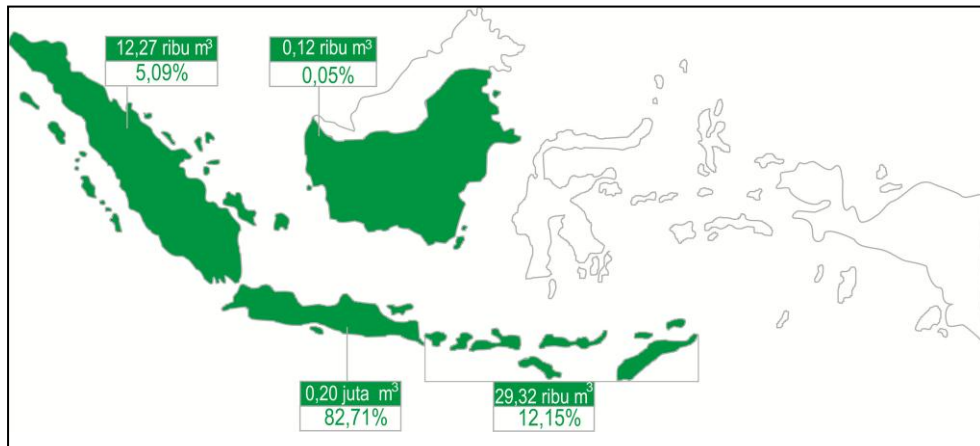 12,27 ribu m³
5,09%
0,12 ribu m³
0,05%
0,20 juta m³
82,71%
29,32 ribu m³
12,15%